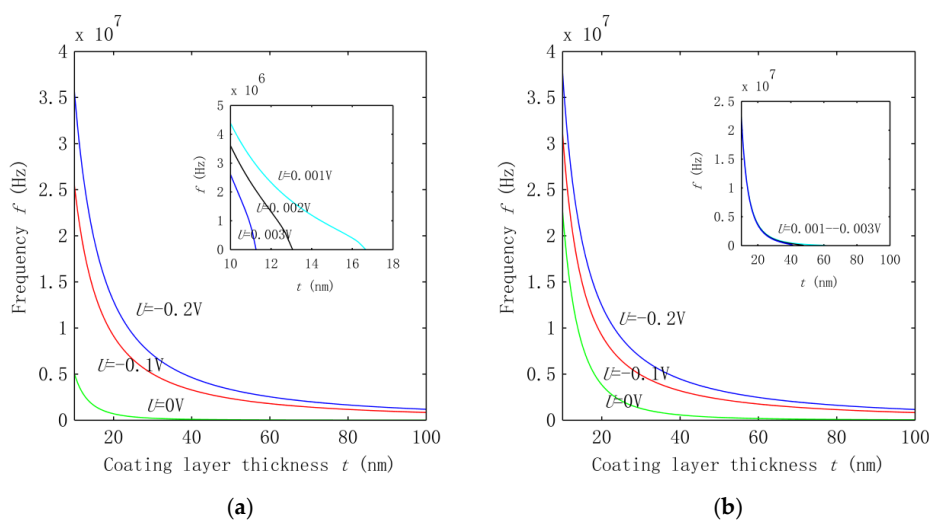 x 10^7
4
3.5
3
2.5
2
1.5
1
0.5
0
20 40 60 80 100
Frequency f (Hz)
Coating layer thickness t (nm)
U=-0.2V
U=-0.1V
U=0V
x 10^6
5
4
3
2
1
0
10 12 14 16 18
f (Hz)
t (nm)
U=0.001V
U=0.002V
U=0.003V
(a)
x 10^7
4
3.5
3
2.5
2
1.5
1
0.5
0
20 40 60 80 100
Frequency f (Hz)
Coating layer thickness t (nm)
U=-0.2V
U=-0.1V
U=0V
x 10^7
2.5
2
1.5
1
0.5
0
20 40 60 80 100
f (Hz)
t (nm)
U=0.001--0.003V
(b)